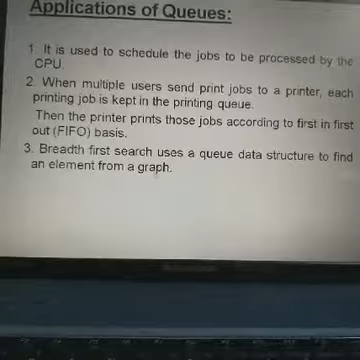 Applications of Queues:
1. It is used to schedule the jobs to be processed by the
CPU.
2. When multiple users send print jobs to a printer, each
printing job is kept in the printing queue.
Then the printer prints those jobs according to first in first
out (FIFO) basis.
3. Breadth first search uses a queue data structure to find
an element from a graph.